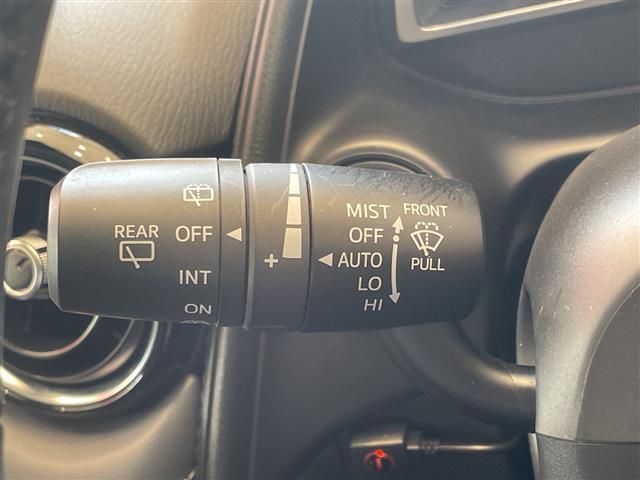 REAR
OFF
INT
ON
+
MIST
OFF
AUTO
LO
HI
FRONT
PULL